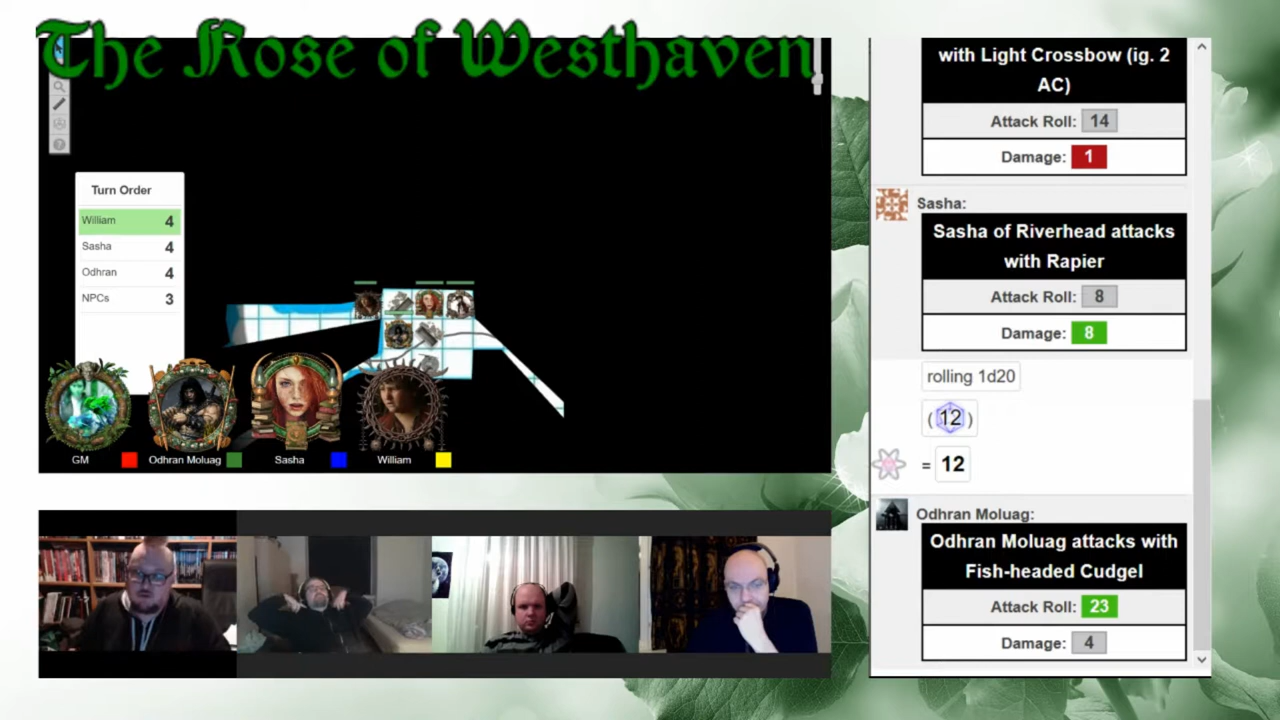 The Rose of Westhaven
Turn Order
William 4
Sasha 4
Odhran 4
NPCs 3
GM
Odhran Moluag
Sasha
William
with Light Crossbow (ig. 2
AC)
Attack Roll: 14
Damage: 1
Sasha:
Sasha of Riverhead attacks
with Rapier
Attack Roll: 8
Damage: 8
rolling 1d20
(12)
= 12
Odhran Moluag:
Odhran Moluag attacks with
Fish-headed Cudgel
Attack Roll: 23
Damage: 4